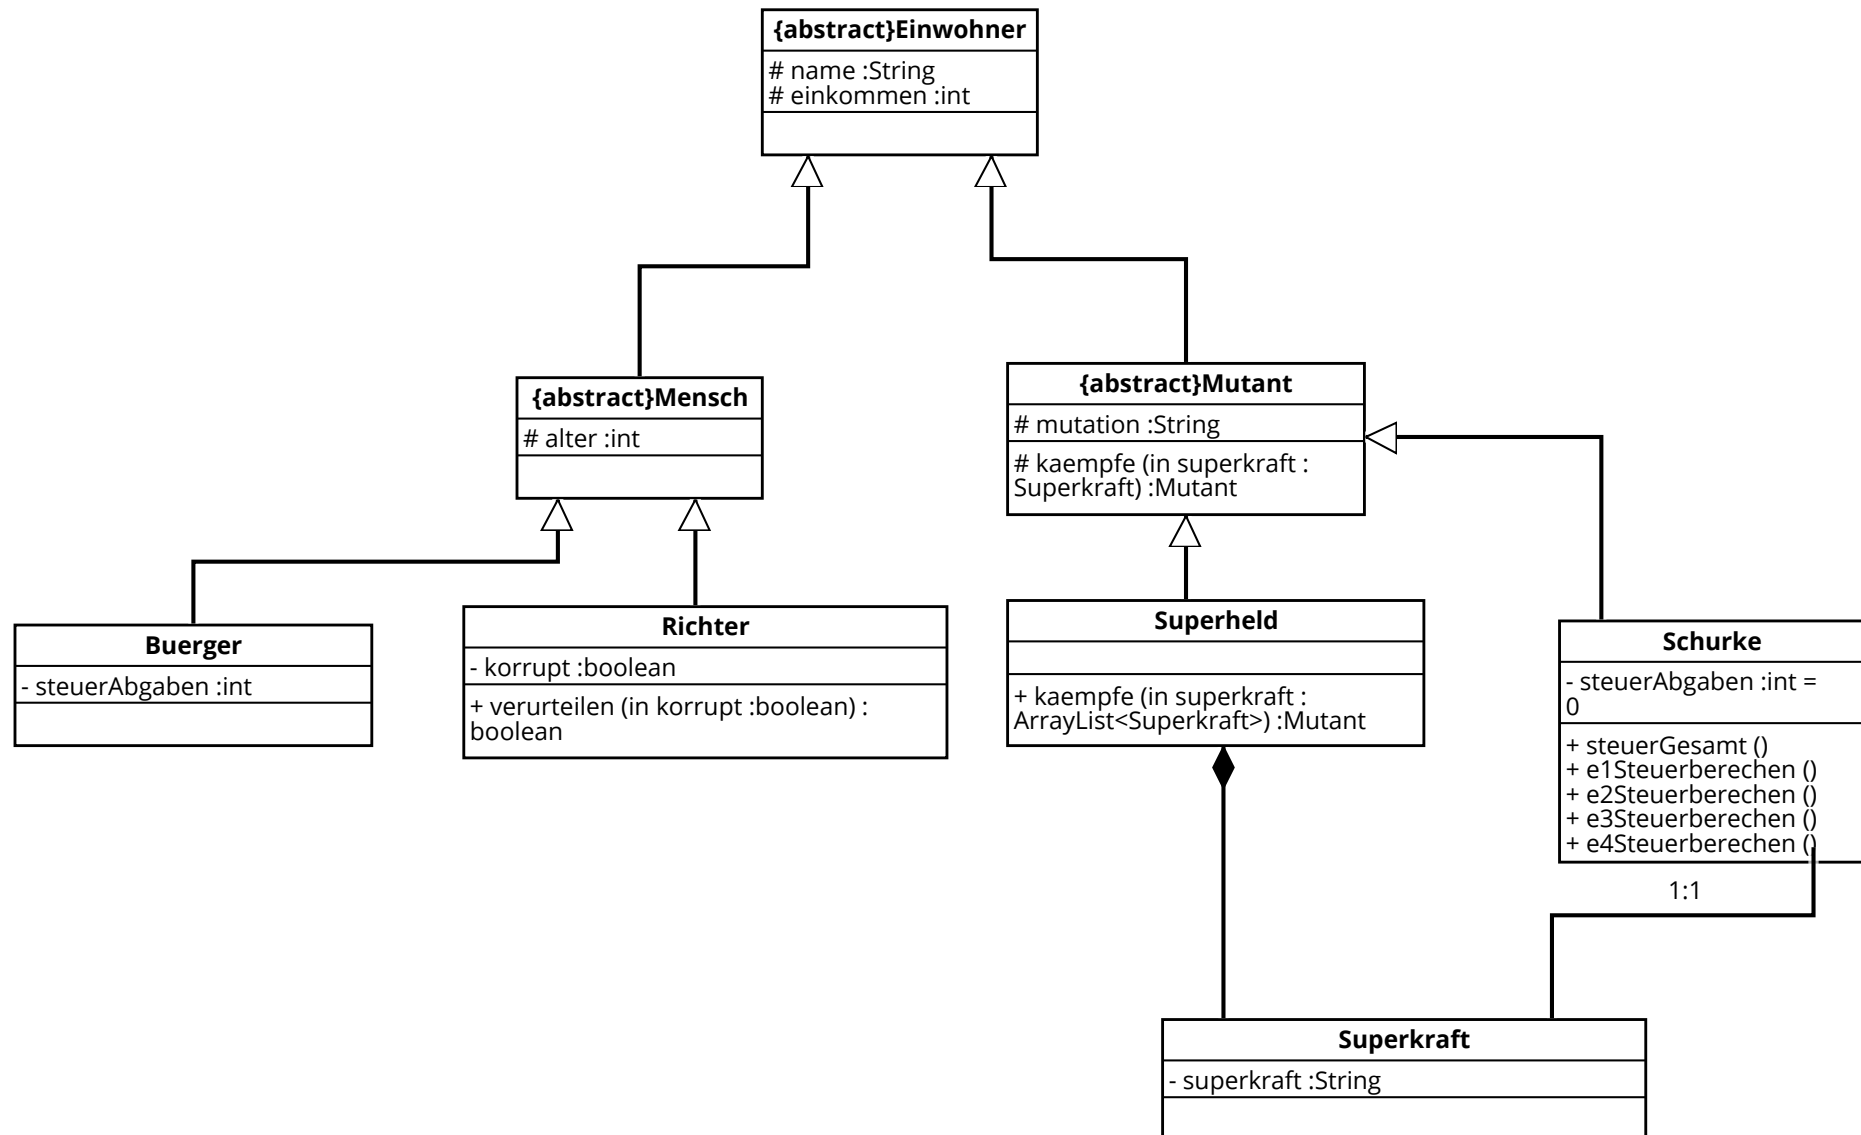 {abstract}Einwohner
# name :String
# einkommen :int
{abstract}Mensch
# alter :int
{abstract}Mutant
# mutation :String
# kaempfe (in superkraft :
Superkraft) :Mutant
Buerger
- steuerAbgaben :int
Richter
- korrupt :boolean
+ verurteilen (in korrupt :boolean) :
boolean
Superheld
+ kaempfe (in superkraft :
ArrayList<Superkraft>) :Mutant
Schurke
- steuerAbgaben :int =
0
+ steuerGesamt ()
+ e1Steuerberechen ()
+ e2Steuerberechen ()
+ e3Steuerberechen ()
+ e4Steuerberechen ()
1:1
Superkraft
- superkraft :String